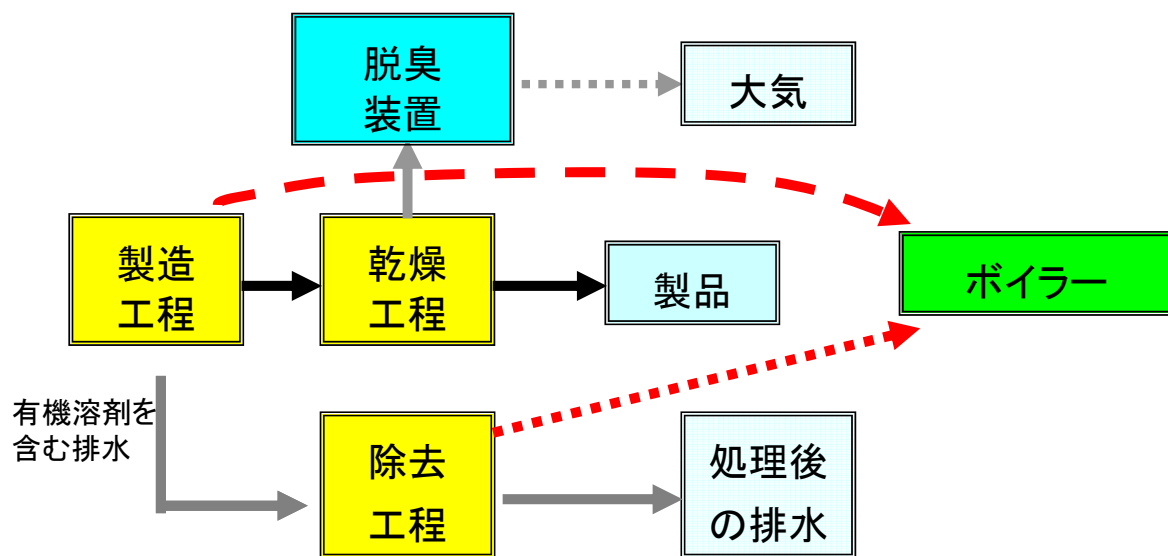 脱臭
装置
大気
製造
工程
乾燥
工程
製品
ボイラー
有機溶剤を
含む排水
除去
工程
処理後
の排水